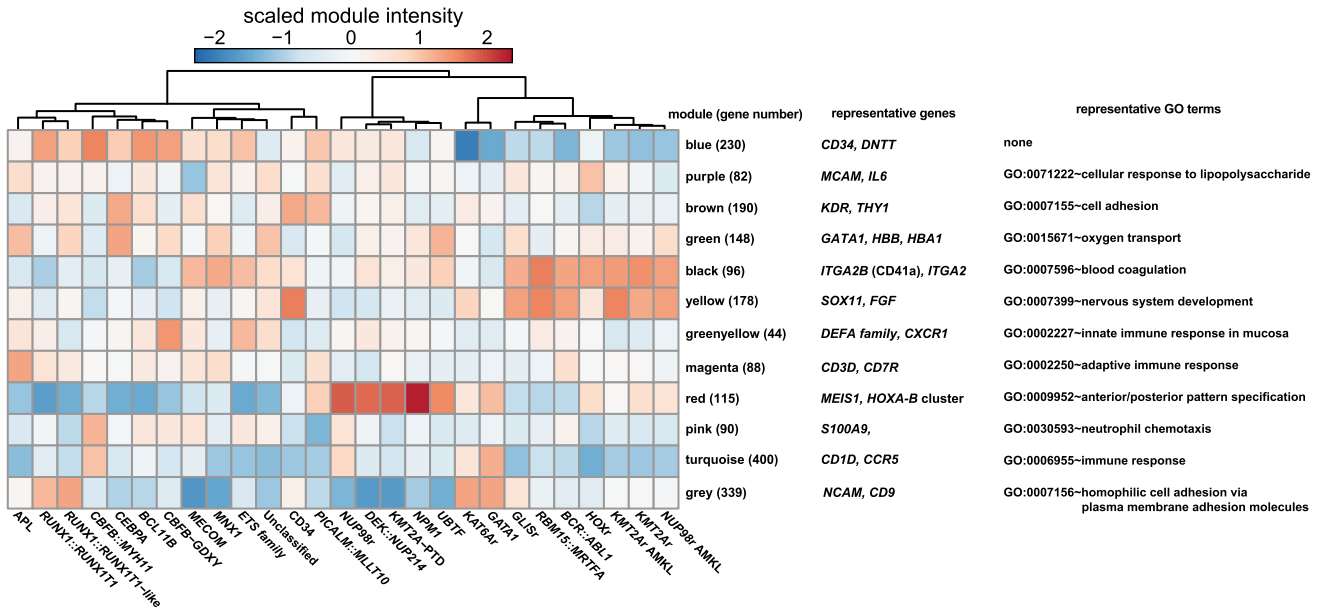 scaled module intensity
−2 −1 0 1 2
module (gene number) representative genes representative GO terms
blue (230) CD34, DNTT none
purple (82) MCAM, IL6 GO:0071222~cellular response to lipopolysaccharide
brown (190) KDR, THY1 GO:0007155~cell adhesion
green (148) GATA1, HBB, HBA1 GO:0015671~oxygen transport
black (96) ITGA2B (CD41a), ITGA2 GO:0007596~blood coagulation
yellow (178) SOX11, FGF GO:0007399~nervous system development
greenyellow (44) DEFA family, CXCR1 GO:0002227~innate immune response in mucosa
magenta (88) CD3D, CD7R GO:0002250~adaptive immune response
red (115) MEIS1, HOXA-B cluster GO:0009952~anterior/posterior pattern specification
pink (90) S100A9, GO:0030593~neutrophil chemotaxis
turquoise (400) CD1D, CCR5 GO:0006955~immune response
grey (339) NCAM, CD9 GO:0007156~homophilic cell adhesion via
plasma membrane adhesion molecules
APL
RUNX1::RUNX1T1
RUNX1::RUNX1T1−like
CBFB::MYH11
CEBPA
BCL11B
CBFB−GDXY
MECOM
MNX1
ETS family
Unclassified
CD34
PICALM::MLLT10
NUP98r
DEK::NUP214
KMT2A−PTD
NPM1
UBTF
KAT6Ar
GATA1
GLISr
RBM15::MRTFA
BCR::ABL1
HOXr
KMT2Ar AMKL
KMT2Ar
NUP98r AMKL